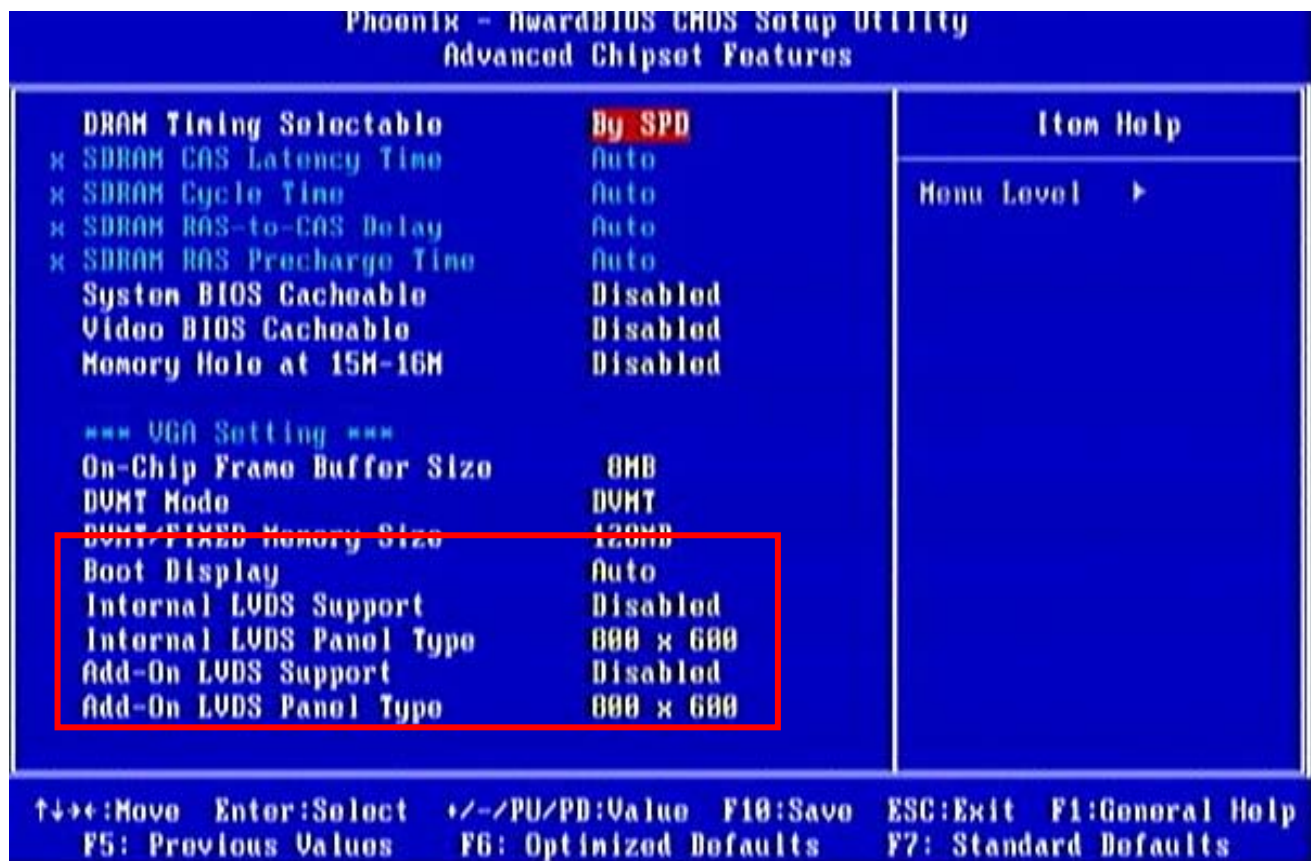 Phoenix - AwardBIOS CMOS Setup Utility
Advanced Chipset Features
DRAM Timing Selectable By SPD
x SDRAM CAS Latency Time Auto
x SDRAM Cycle Time Auto
x SDRAM RAS-to-CAS Delay Auto
x SDRAM RAS Precharge Time Auto
System BIOS Cacheable Disabled
Video BIOS Cacheable Disabled
Memory Hole at 15M-16M Disabled
*** VGA Setting ***
On-Chip Frame Buffer Size 8MB
DVMT Mode DVMT
DVMT/FIXED Memory Size 128MB
Boot Display Auto
Internal LVDS Support Disabled
Internal LVDS Panel Type 800 x 600
Add-On LVDS Support Disabled
Add-On LVDS Panel Type 800 x 600
Item Help
Menu Level ►
↑↓→←:Move Enter:Select +/-/PU/PD:Value F10:Save ESC:Exit F1:General Help
F5: Previous Values F6: Optimized Defaults F7: Standard Defaults